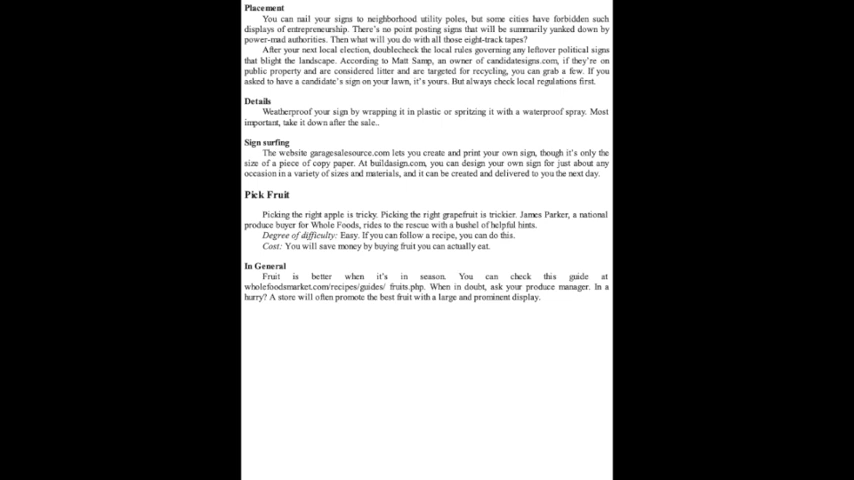 Placement
You can nail your signs to neighborhood utility poles, but some cities have forbidden such
displays of entrepreneurship. There's no point posting signs that will be summarily yanked down by
power-mad authorities. Then what will you do with all those eight-track tapes?
After your next local election, doublecheck the local rules governing any leftover political signs
that blight the landscape. According to Matt Samp, an owner of candidatesigns.com, if they're on
public property and are considered litter and are targeted for recycling, you can grab a few. If you
asked to have a candidate's sign on your lawn, it's yours. But always check local regulations first.
Details
Weatherproof your sign by wrapping it in plastic or spritzing it with a waterproof spray. Most
important, take it down after the sale..
Sign surfing
The website garagesalesource.com lets you create and print your own sign, though it's only the
size of a piece of copy paper. At buildasign.com, you can design your own sign for just about any
occasion in a variety of sizes and materials, and it can be created and delivered to you the next day.
Pick Fruit
Picking the right apple is tricky. Picking the right grapefruit is trickier. James Parker, a national
produce buyer for Whole Foods, rides to the rescue with a bushel of helpful hints.
Degree of difficulty: Easy. If you can follow a recipe, you can do this.
Cost: You will save money by buying fruit you can actually eat.
In General
Fruit is better when it's in season. You can check this guide at
wholefoodsmarket.com/recipes/guides/ fruits.php. When in doubt, ask your produce manager. In a
hurry? A store will often promote the best fruit with a large and prominent display.